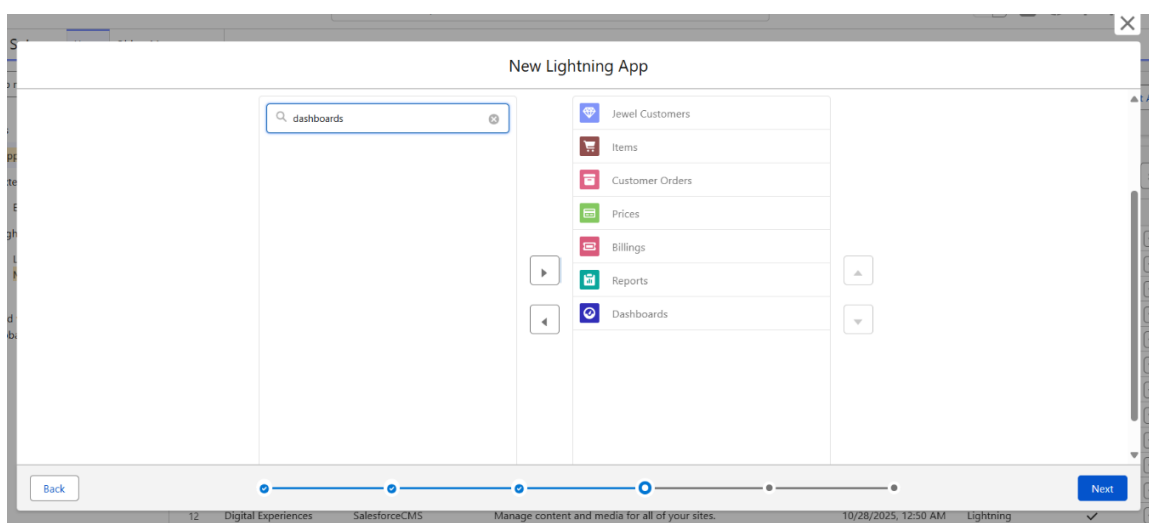 New Lightning App
dashboards
Jewel Customers
Items
Customer Orders
Prices
Billings
Reports
Dashboards
Back
Next
12 Digital Experiences SalesforceCMS Manage content and media for all of your sites. 10/28/2025, 12:50 AM Lightning